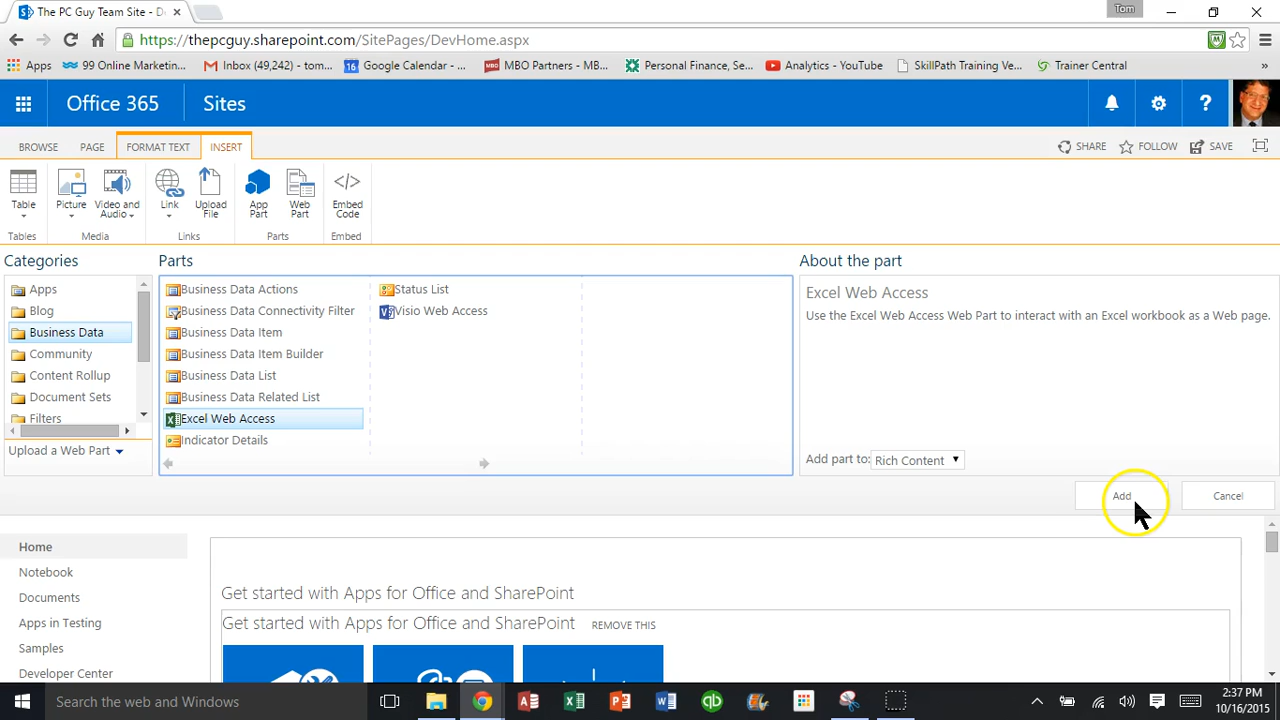 The PC Guy Team Site - De
Tom
https://thepcguy.sharepoint.com/SitePages/DevHome.aspx
Apps 99 Online Marketin... Inbox (49,242) - tom... 16 Google Calendar - ... MBO MBO Partners - MB... Personal Finance, Se... Analytics - YouTube SkillPath Training Ve... Trainer Central »
Office 365 Sites ?
BROWSE PAGE FORMAT TEXT INSERT SHARE FOLLOW SAVE
Table Picture Video and Audio Link Upload File App Part Web Part Embed Code
Tables Media Links Parts Embed
Categories Parts About the part
Apps Business Data Actions Status List Excel Web Access
Blog Business Data Connectivity Filter Visio Web Access Use the Excel Web Access Web Part to interact with an Excel workbook as a Web page.
Business Data Business Data Item
Community Business Data Item Builder
Content Rollup Business Data List
Document Sets Business Data Related List
Filters Excel Web Access
Indicator Details
Upload a Web Part Add part to: Rich Content
Add Cancel
Home
Notebook
Documents
Apps in Testing
Samples
Developer Center
Get started with Apps for Office and SharePoint
Get started with Apps for Office and SharePoint REMOVE THIS
Search the web and Windows
2:37 PM
10/16/2015